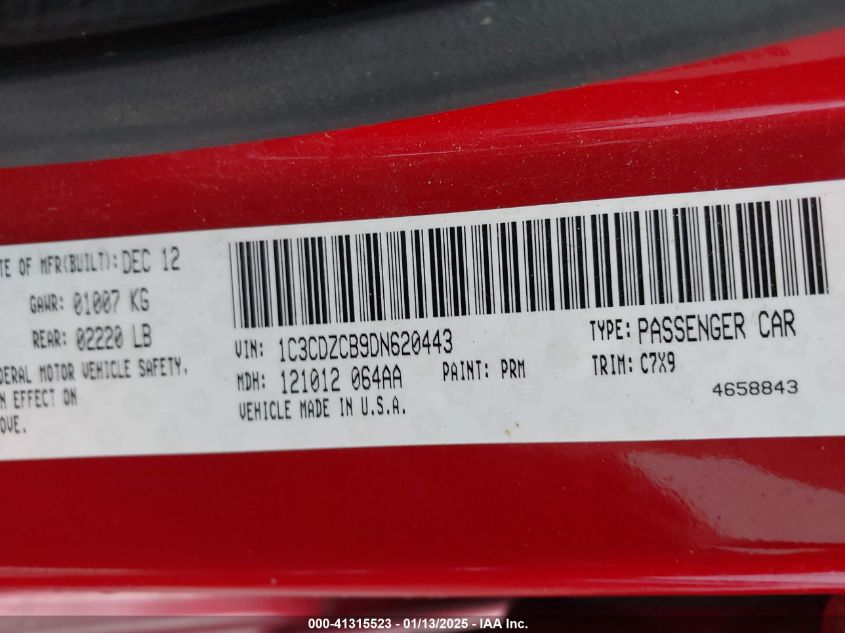 TE OF MFR(BUILT): DEC 12
GAWR: 01007 KG
REAR: 02220 LB
DERAL MOTOR VEHICLE SAFETY.
N EFFECT ON
OVE.
VIN: 1C3CDZCB9DN620443
TYPE: PASSENGER CAR
MDH: 121012 064AA PAINT: PRM
TRIM: C7X9
VEHICLE MADE IN U.S.A.
4658843
000-41315523 - 01/13/2025 - IAA Inc.